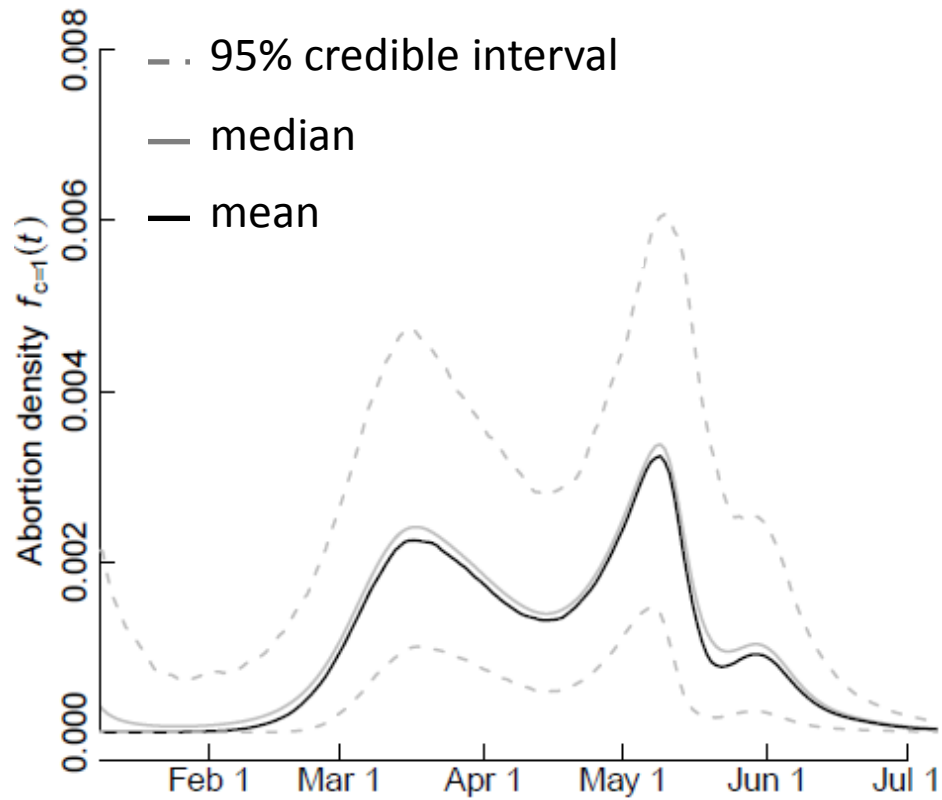 95% credible interval
median
mean
Abortion density f_{c=1}(t)
0.008
0.006
0.004
0.002
0.000
Feb 1 Mar 1 Apr 1 May 1 Jun 1 Jul 1